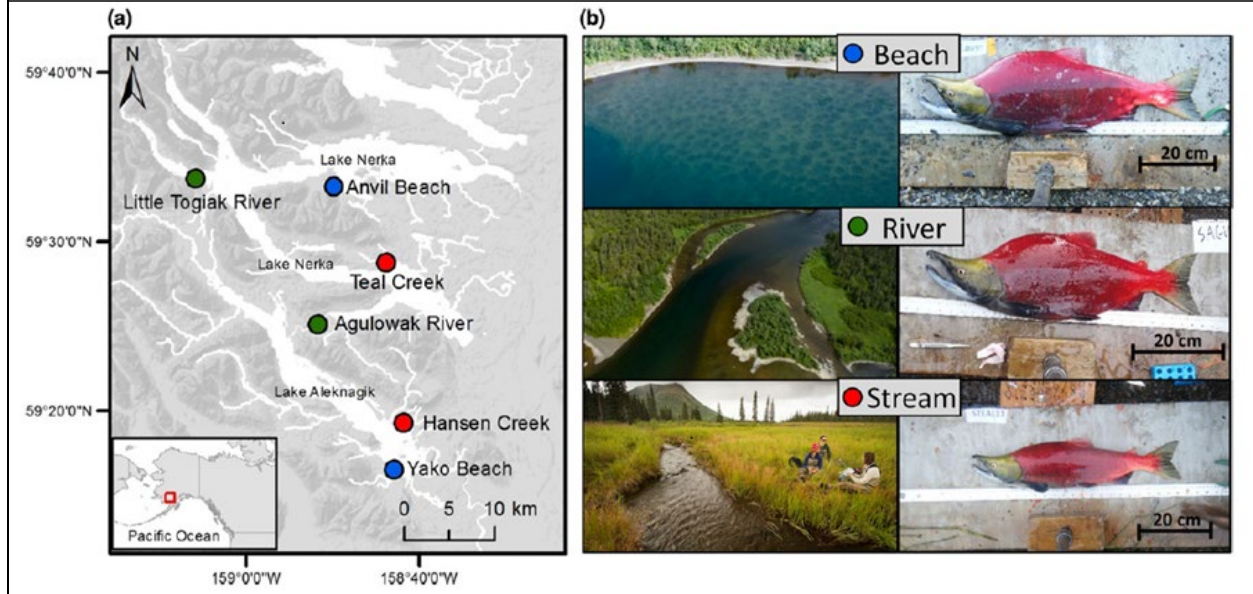 (a)
59°40'0"N
59°30'0"N
59°20'0"N
N
Lake Nerka
Anvil Beach
Little Togiak River
Lake Nerka
Teal Creek
Agulowak River
Lake Aleknagik
Hansen Creek
Yako Beach
0 5 10 km
Pacific Ocean
159°0'0"W
158°40'0"W
(b)
Beach
20 cm
River
20 cm
Stream
20 cm